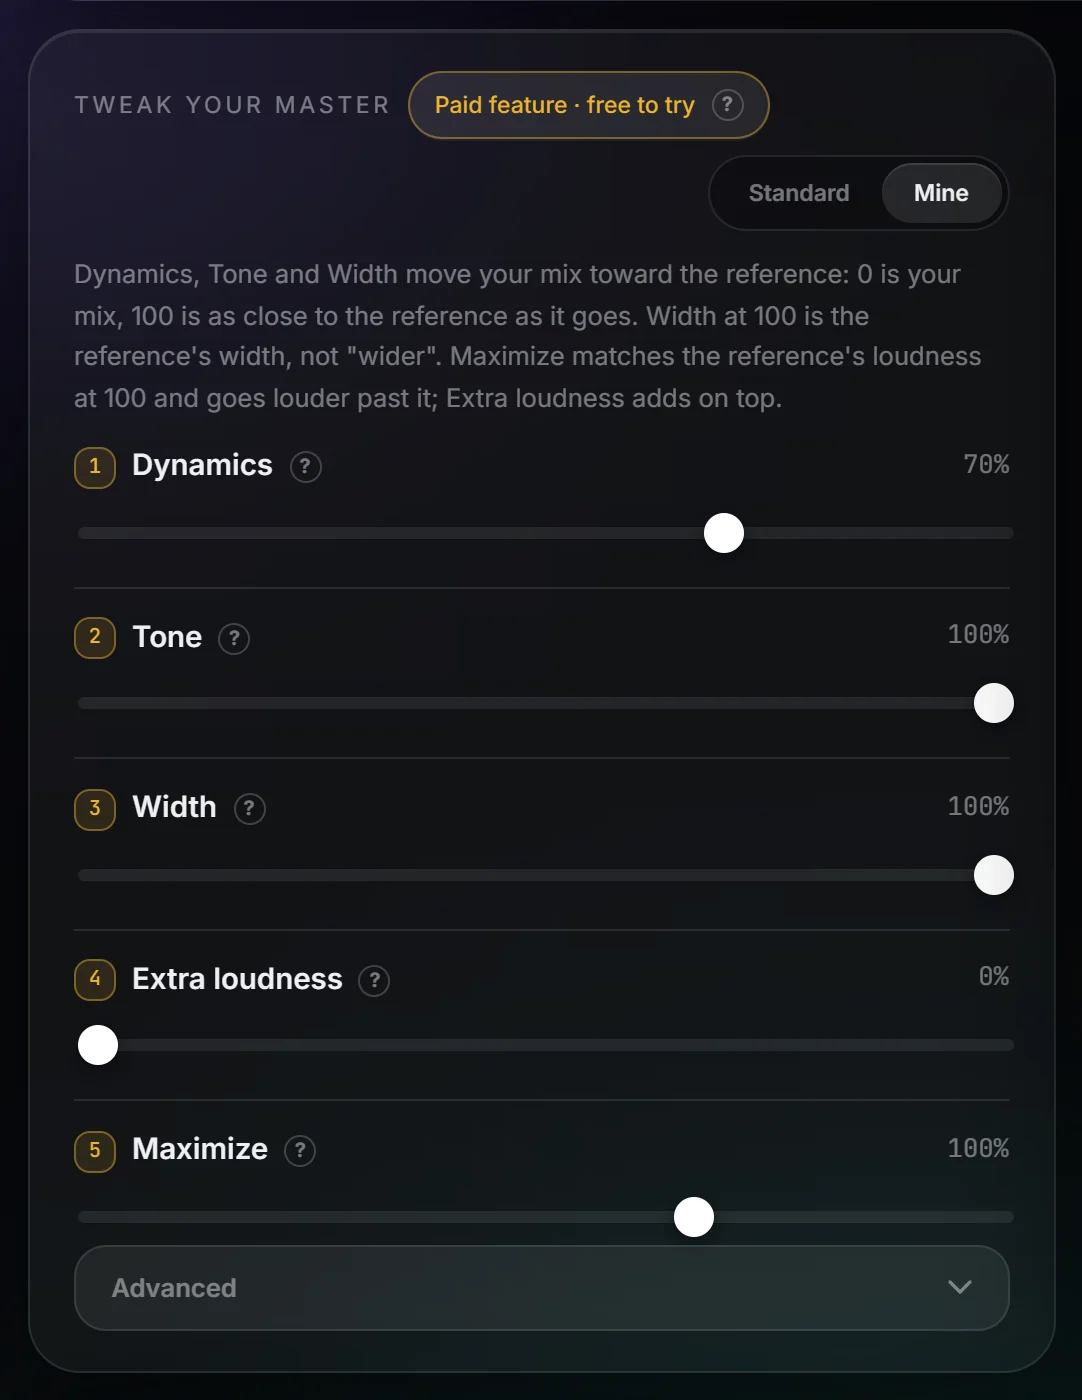 TWEAK YOUR MASTER
Paid feature · free to try ?
Standard Mine
Dynamics, Tone and Width move your mix toward the reference: 0 is your
mix, 100 is as close to the reference as it goes. Width at 100 is the
reference's width, not "wider". Maximize matches the reference's loudness
at 100 and goes louder past it; Extra loudness adds on top.
1 Dynamics ? 70%
2 Tone ? 100%
3 Width ? 100%
4 Extra loudness ? 0%
5 Maximize ? 100%
Advanced